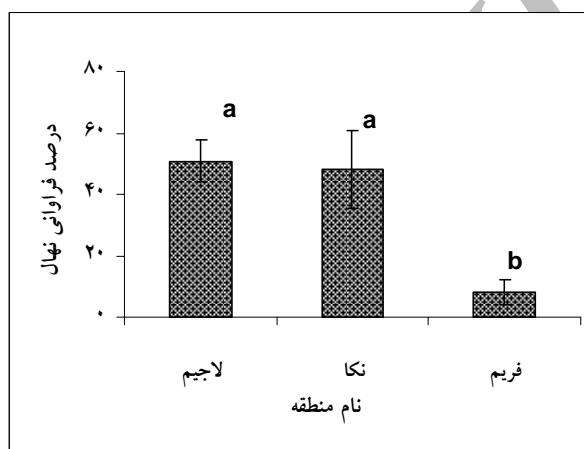 درصد فراوانی نهال
۸۰
۶۰
۴۰
۲۰
۰
a
a
b
لاجیم
نکا
فریم
نام منطقه